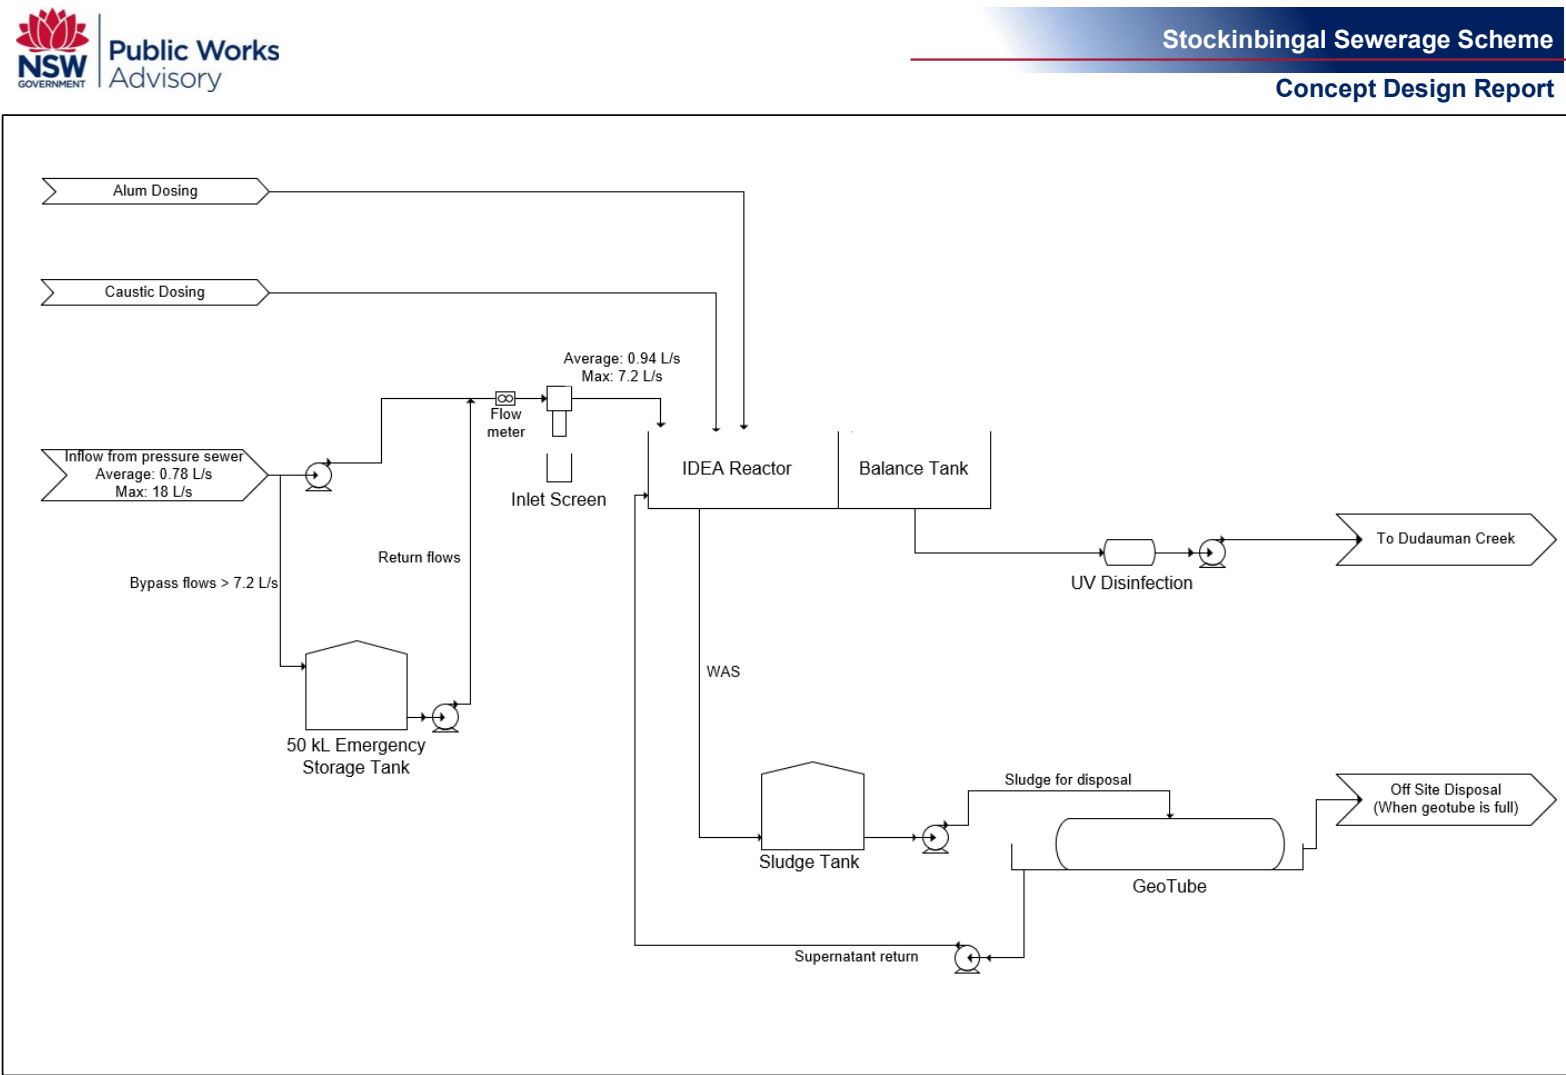 NSW
GOVERNMENT
Public Works
Advisory
Stockinbingal Sewerage Scheme
Concept Design Report
Alum Dosing
Caustic Dosing
Average: 0.94 L/s
Max: 7.2 L/s
Flow
meter
Inlet Screen
Inflow from pressure sewer
Average: 0.78 L/s
Max: 18 L/s
IDEA Reactor
Balance Tank
Return flows
Bypass flows > 7.2 L/s
To Dudauman Creek
UV Disinfection
WAS
50 kL Emergency
Storage Tank
Sludge for disposal
Off Site Disposal
(When geotube is full)
Sludge Tank
GeoTube
Supernatant return